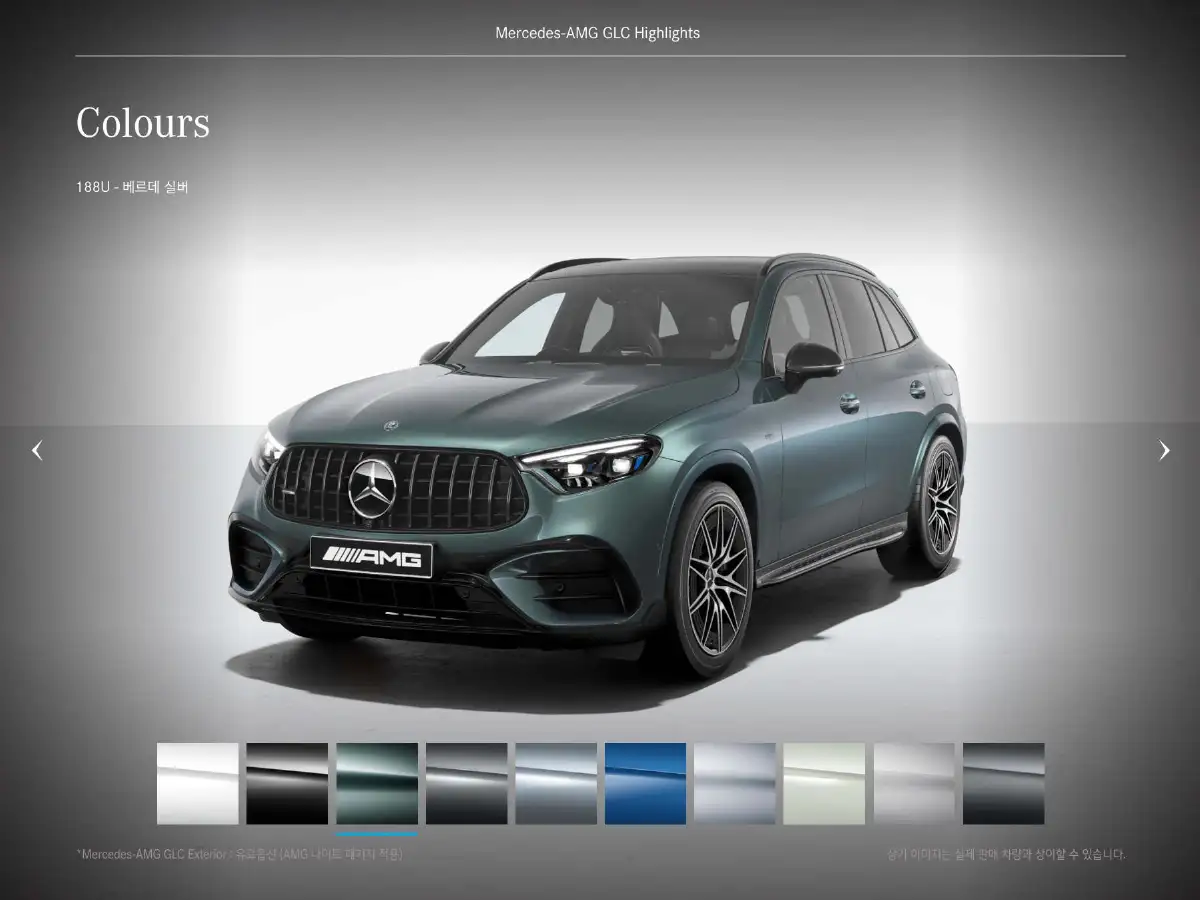 Mercedes-AMG GLC Highlights
Colours
188U - 베르데 실버
AMG
*Mercedes-AMG GLC Exterior : 유료옵션 (AMG 나이트 패키지 적용)
상기 이미지는 실제 판매 차량과 상이할 수 있습니다.